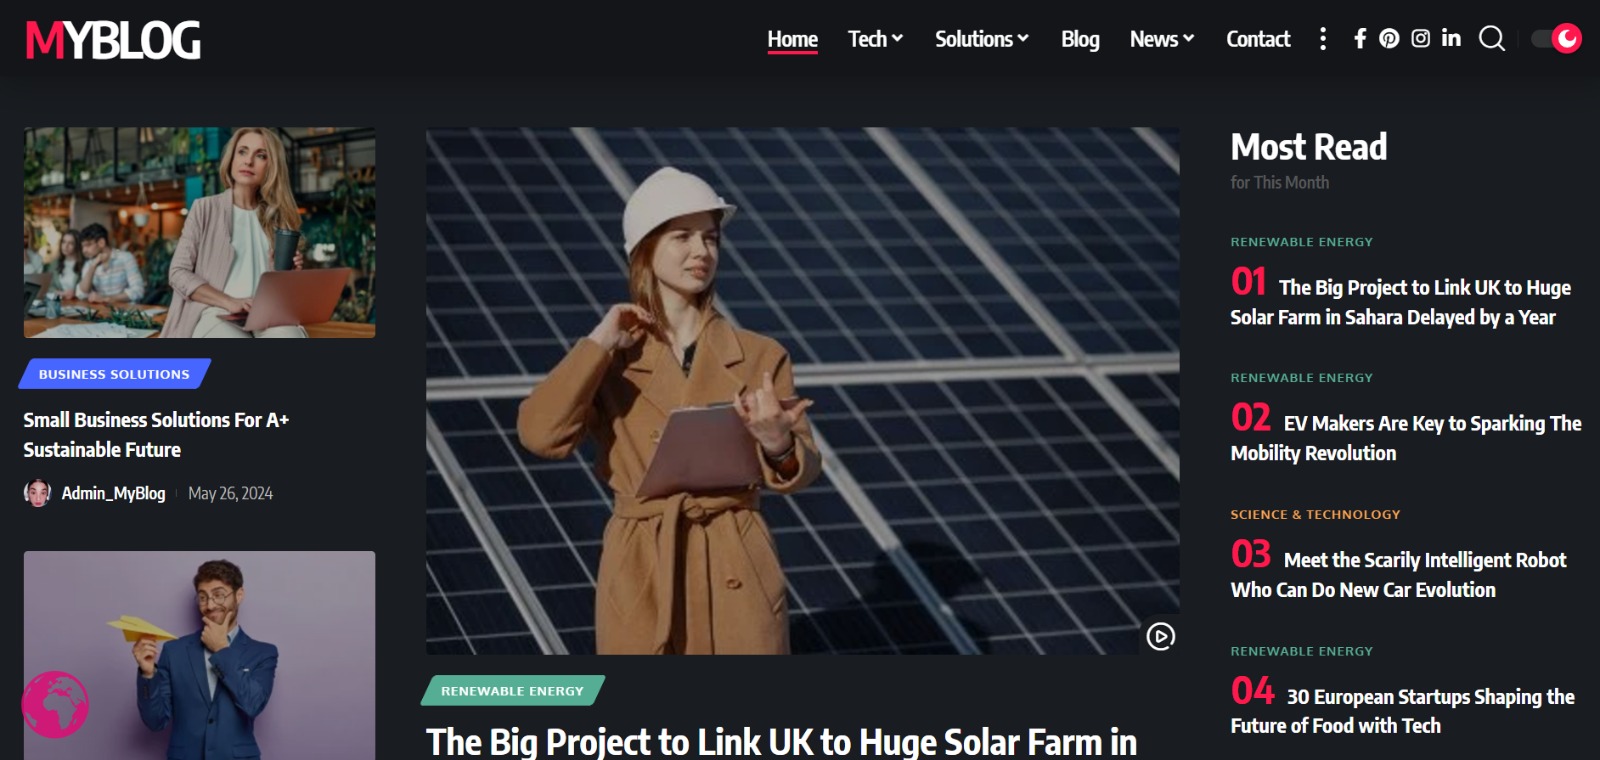 MYBLOG
Home Tech Solutions Blog News Contact
BUSINESS SOLUTIONS
Small Business Solutions For A+
Sustainable Future
Admin_MyBlog May 26, 2024
RENEWABLE ENERGY
The Big Project to Link UK to Huge Solar Farm in
Most Read
for This Month
RENEWABLE ENERGY
01 The Big Project to Link UK to Huge
Solar Farm in Sahara Delayed by a Year
RENEWABLE ENERGY
02 EV Makers Are Key to Sparking The
Mobility Revolution
SCIENCE & TECHNOLOGY
03 Meet the Scarily Intelligent Robot
Who Can Do New Car Evolution
RENEWABLE ENERGY
04 30 European Startups Shaping the
Future of Food with Tech